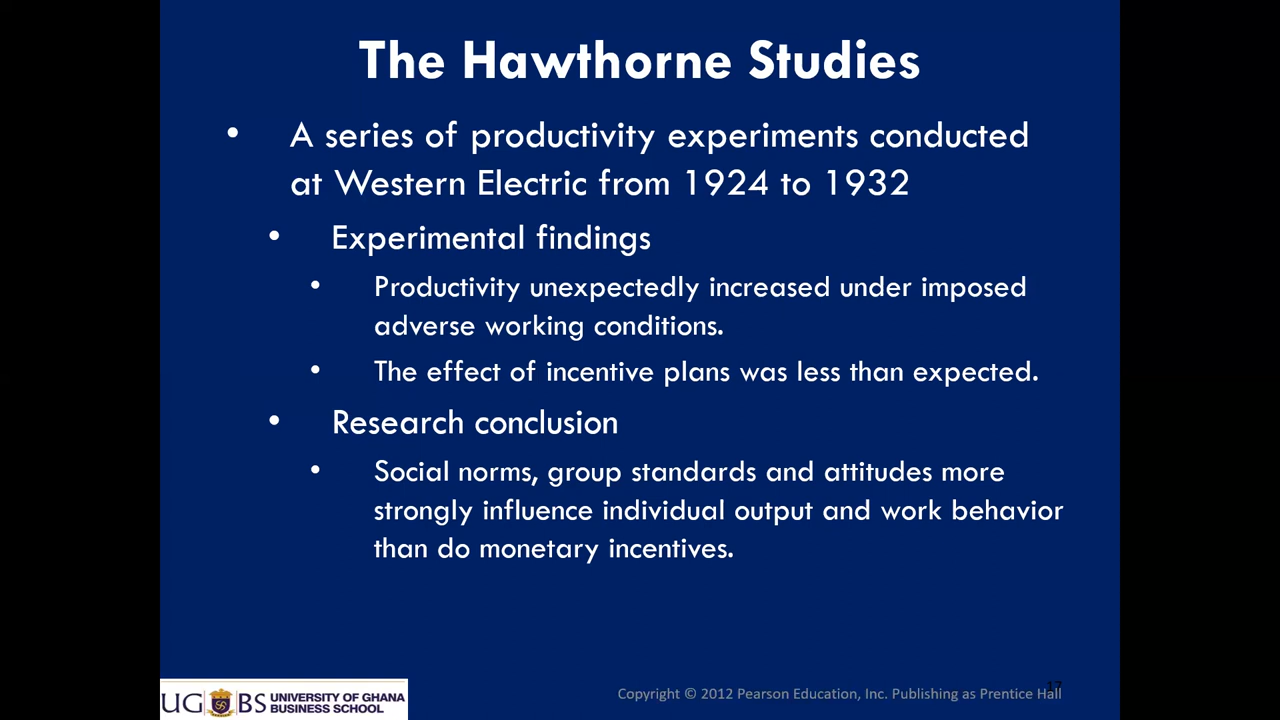 The Hawthorne Studies
• A series of productivity experiments conducted
at Western Electric from 1924 to 1932
• Experimental findings
• Productivity unexpectedly increased under imposed
adverse working conditions.
• The effect of incentive plans was less than expected.
• Research conclusion
• Social norms, group standards and attitudes more
strongly influence individual output and work behavior
than do monetary incentives.
17
UGBS UNIVERSITY OF GHANA
BUSINESS SCHOOL
Copyright © 2012 Pearson Education, Inc. Publishing as Prentice Hall